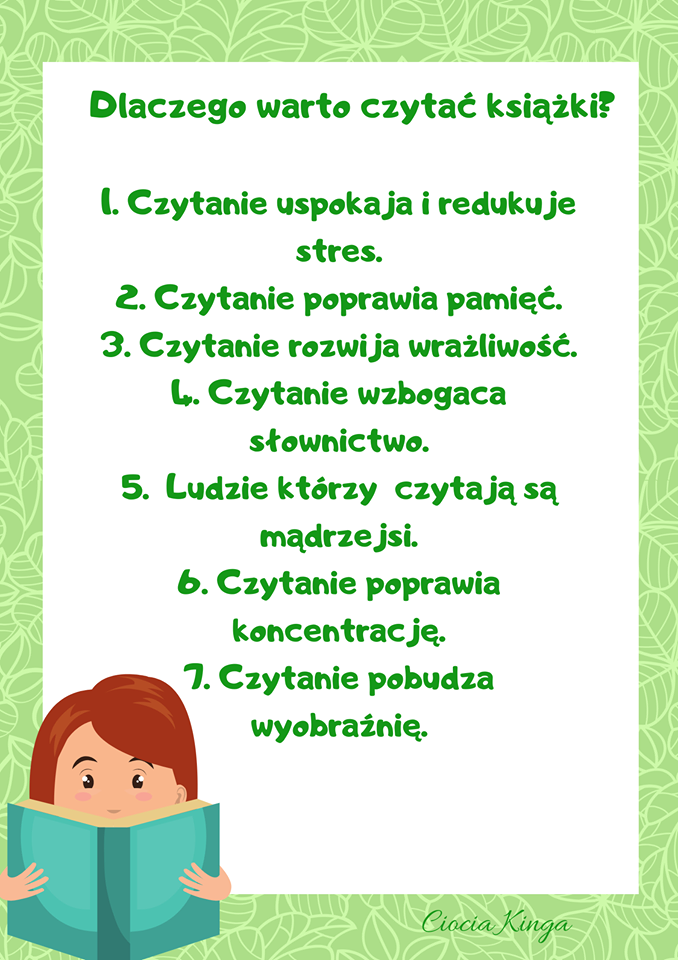 Dlaczego warto czytać książki?
1. Czytanie uspokaja i redukuje
stres.
2. Czytanie poprawia pamięć.
3. Czytanie rozwija wrażliwość.
4. Czytanie wzbogaca
słownictwo.
5. Ludzie którzy czytają są
mądrzejsi.
6. Czytanie poprawia
koncentrację.
7. Czytanie pobudza
wyobraźnię.
Ciocia Kinga